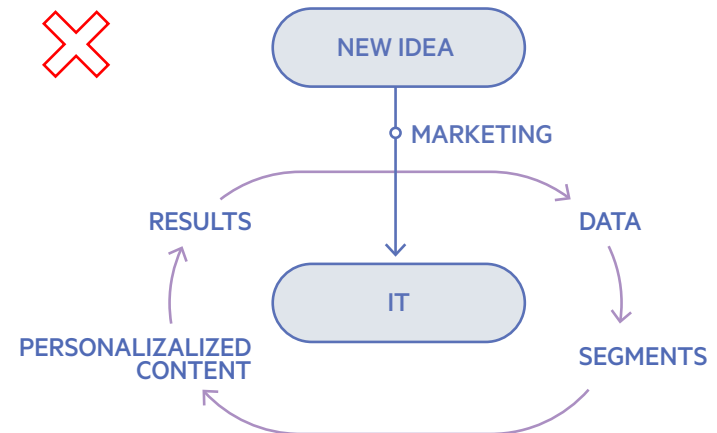 NEW IDEA
MARKETING
RESULTS
DATA
IT
PERSONALIZALIZED
CONTENT
SEGMENTS